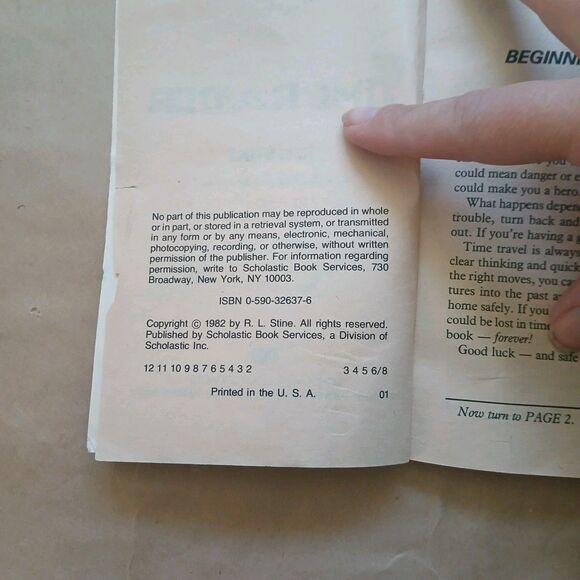 No part of this publication may be reproduced in whole
or in part, or stored in a retrieval system, or transmitted
in any form or by any means, electronic, mechanical,
photocopying, recording, or otherwise, without written
permission of the publisher. For information regarding
permission, write to Scholastic Book Services, 730
Broadway, New York, NY 10003.
ISBN 0-590-32637-6
Copyright © 1982 by R. L. Stine. All rights reserved.
Published by Scholastic Book Services, a Division of
Scholastic Inc.
12 11 10 9 8 7 6 5 4 3 2 3 4 5 6/8
Printed in the U. S. A. 01
could mean danger or
could make you a hero.
What happens
trouble, turn back and
out. If you're having a
Time travel is always
clear thinking and
the right moves, you
tures into the past
home safely. If you
could be lost in time
book — forever!
Good luck — and safe
Now turn to PAGE 2.